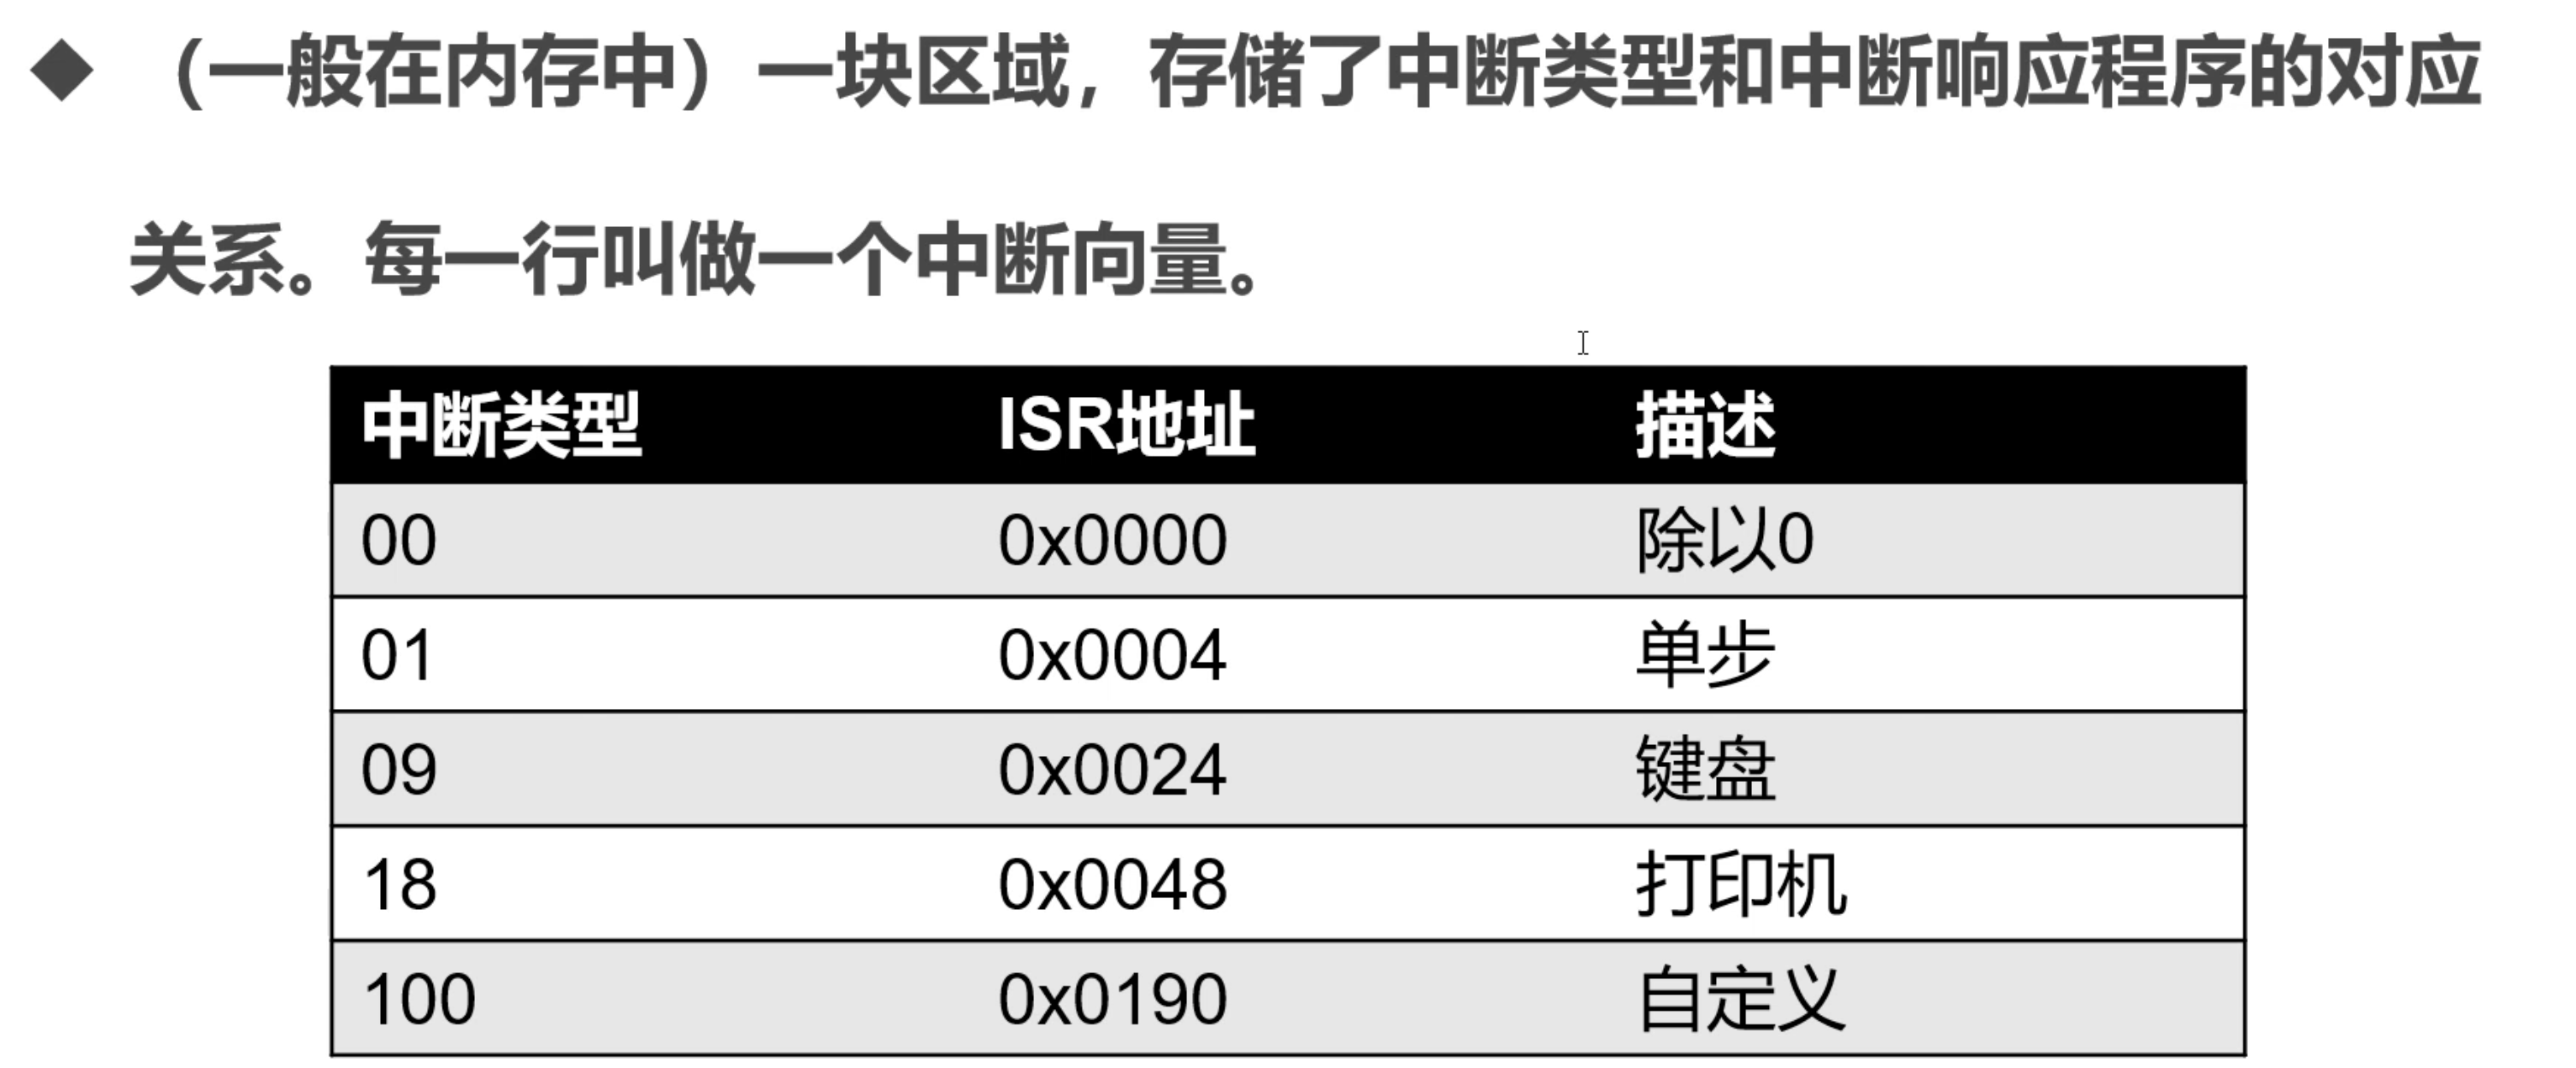 ◆ （一般在内存中）一块区域，存储了中断类型和中断响应程序的对应
关系。每一行叫做一个中断向量。
中断类型 ISR地址 描述
00 0x0000 除以0
01 0x0004 单步
09 0x0024 键盘
18 0x0048 打印机
100 0x0190 自定义